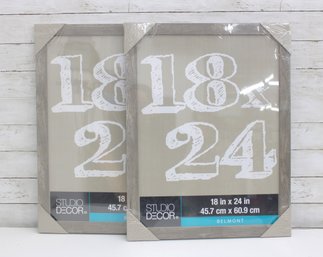 18
24
STUDIO
DECOR®
18
45.7
18x
24
STUDIO
DECOR®
18 in x 24 in
45.7 cm x 60.9 cm
BELMONT